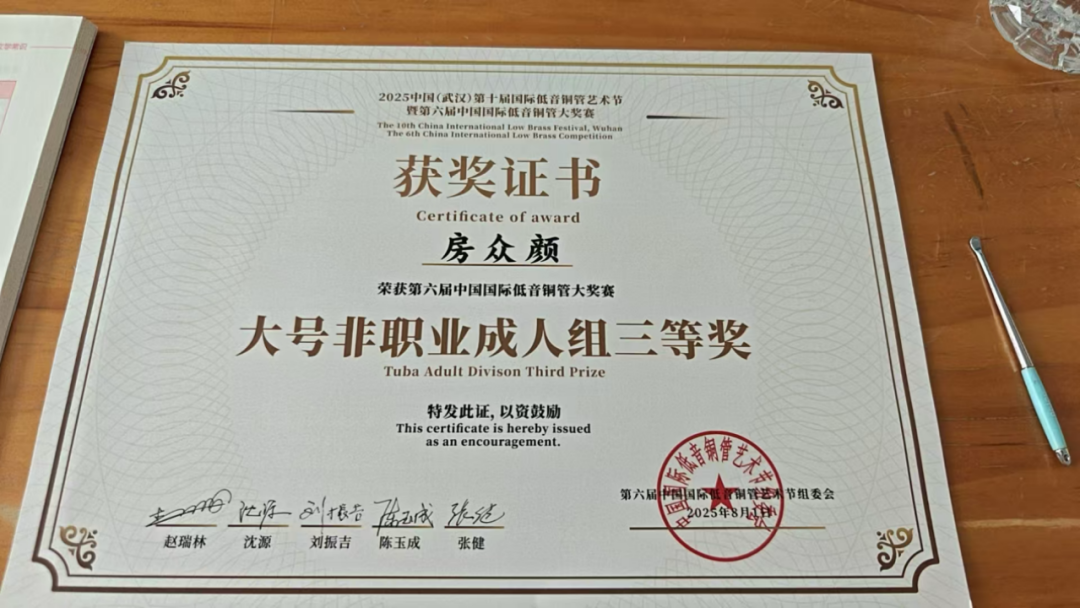 2025中国(武汉)第十届国际低音铜管艺术节
暨第六届中国国际低音铜管大奖赛
The 10th China International Low Brass Festival, Wuhan
The 6th China International Low Brass Competition
获奖证书
Certificate of award
房众颜
荣获第六届中国国际低音铜管大奖赛
大号非职业成人组三等奖
Tuba Adult Divison Third Prize
特发此证, 以资鼓励
This certificate is hereby issued
as an encouragement.
第六届中国国际低音铜管艺术节组委会
2025年8月1日
赵瑞林 沈源 刘振吉 陈玉成 张健